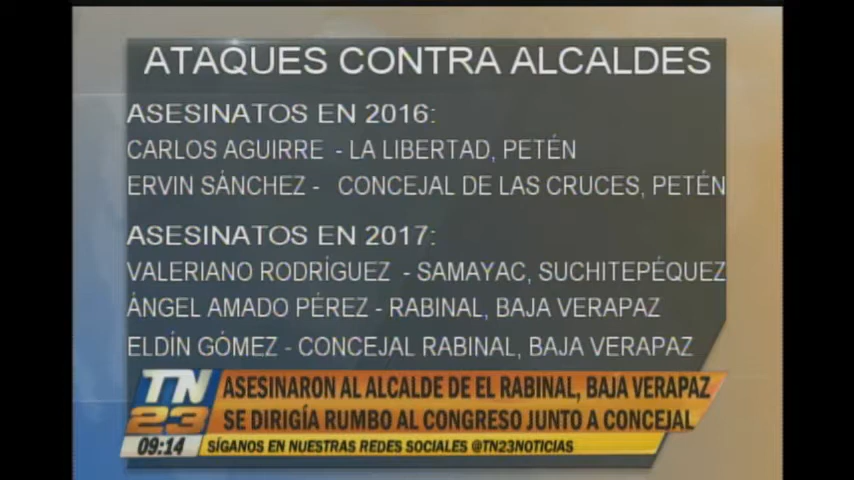 ATAQUES CONTRA ALCALDES
ASESINATOS EN 2016:
CARLOS AGUIRRE - LA LIBERTAD, PETÉN
ERVIN SÁNCHEZ - CONCEJAL DE LAS CRUCES, PETÉN
ASESINATOS EN 2017:
VALERIANO RODRÍGUEZ - SAMAYAC, SUCHITEPÉQUEZ
ÁNGEL AMADO PÉREZ - RABINAL, BAJA VERAPAZ
ELDÍN GÓMEZ - CONCEJAL RABINAL, BAJA VERAPAZ
TN
23
09:14
ASESINARON AL ALCALDE DE EL RABINAL, BAJA VERAPAZ
SE DIRIGÍA RUMBO AL CONGRESO JUNTO A CONCEJAL
SÍGANOS EN NUESTRAS REDES SOCIALES @TN23NOTICIAS